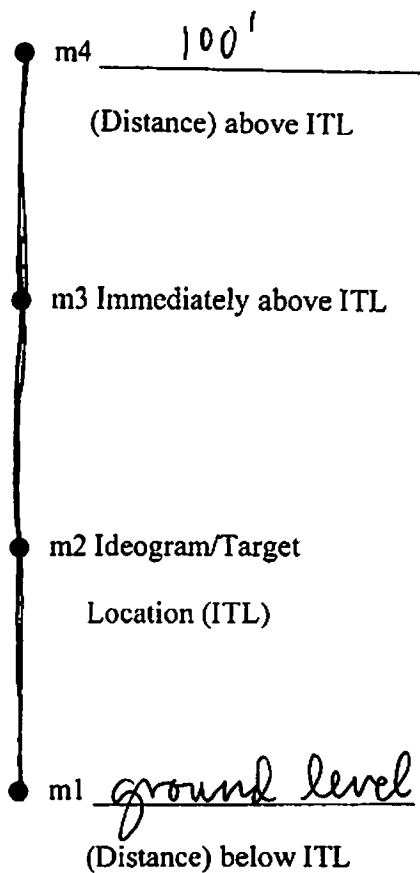 m4 100'
(Distance) above ITL
m3 Immediately above ITL
m2 Ideogram/Target
Location (ITL)
m1 ground level
(Distance) below ITL